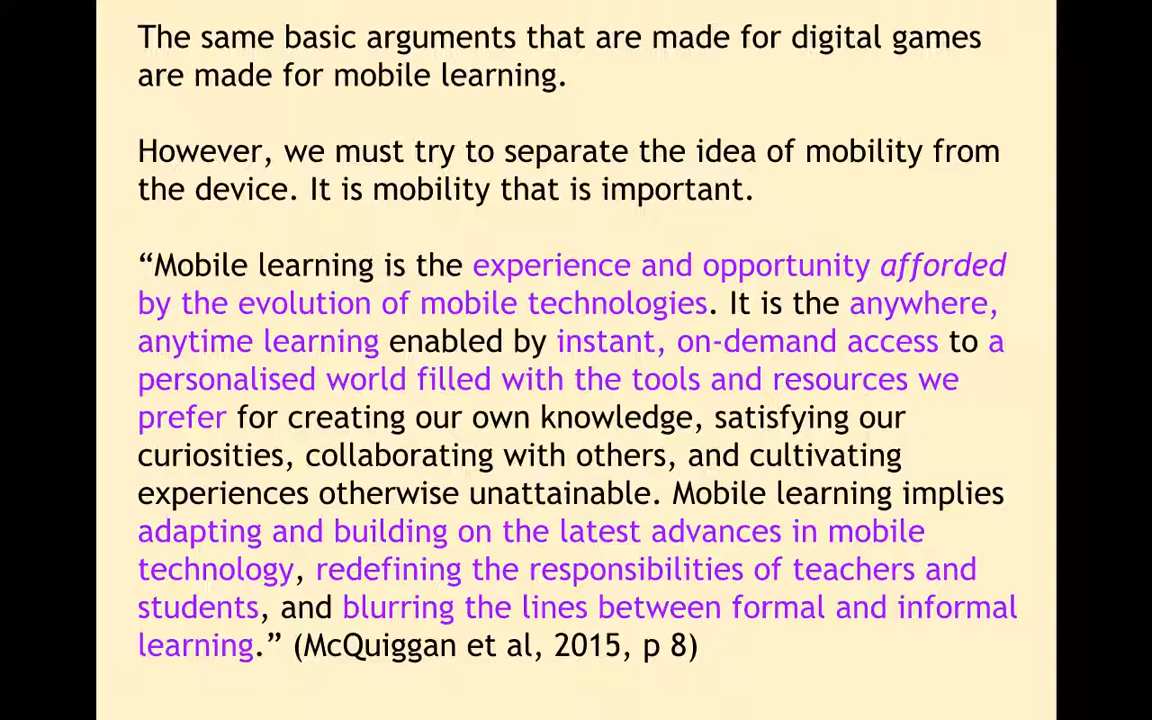 The same basic arguments that are made for digital games
are made for mobile learning.
However, we must try to separate the idea of mobility from
the device. It is mobility that is important.
“Mobile learning is the experience and opportunity afforded
by the evolution of mobile technologies. It is the anywhere,
anytime learning enabled by instant, on-demand access to a
personalised world filled with the tools and resources we
prefer for creating our own knowledge, satisfying our
curiosities, collaborating with others, and cultivating
experiences otherwise unattainable. Mobile learning implies
adapting and building on the latest advances in mobile
technology, redefining the responsibilities of teachers and
students, and blurring the lines between formal and informal
learning.” (McQuiggan et al, 2015, p 8)